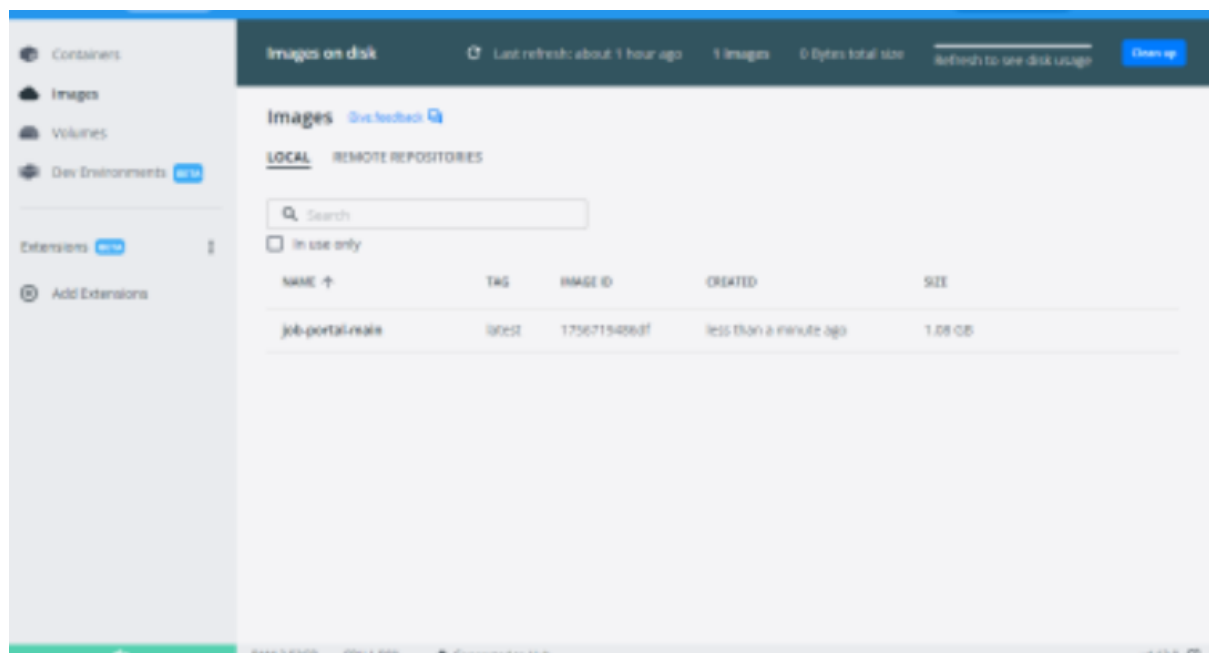 Containers
Images
Volumes
Dev Environments BETA
Extensions BETA
Add Extensions
Images on disk
Last refresh: about 1 hour ago
1 images
0 Bytes total size
Refresh to see disk usage
Clean up
Images Give feedback
LOCAL REMOTE REPOSITORIES
Search
In use only
NAME TAG IMAGE ID CREATED SIZE
job-portal-main latest less than a minute ago 1.08 GB